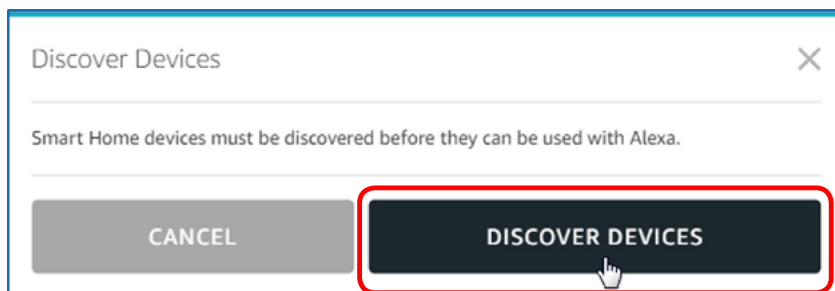 Discover Devices
Smart Home devices must be discovered before they can be used with Alexa.
CANCEL
DISCOVER DEVICES